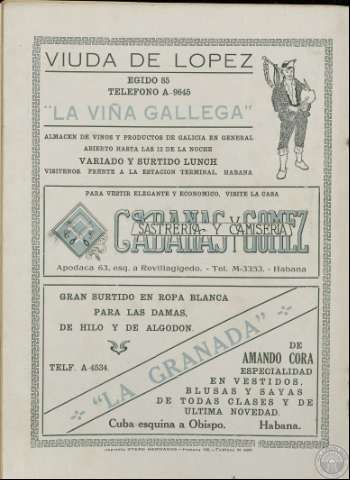 VIUDA DE LOPEZ
EGIDO 85
TELEFONO A-9645
"LA VIÑA GALLEGA"
ALMACEN DE VINOS Y PRODUCTOS DE GALICIA EN GENERAL
ABIERTO HASTA LAS 12 DE LA NOCHE
VARIADO Y SURTIDO LUNCH
VISITENOS FRENTE A LA ESTACION TERMINAL. HABANA
PARA VESTIR ELEGANTE Y ECONOMICO, VISITE LA CASA
CABANAS Y GOMEZ
SASTRERIA Y CAMISERIA
Apodaca 63, esq. a Revillagigedo. - Tel. M-3353. - Habana
GRAN SURTIDO EN ROPA BLANCA
PARA LAS DAMAS,
DE HILO Y DE ALGODON.
TELF. A-4534.
"LA GRANADA"
DE
AMANDO CORA
ESPECIALIDAD
EN VESTIDOS,
BLUSAS Y SAYAS
DE TODAS CLASES Y DE
ULTIMA NOVEDAD.
Cuba esquina a Obispo. Habana.